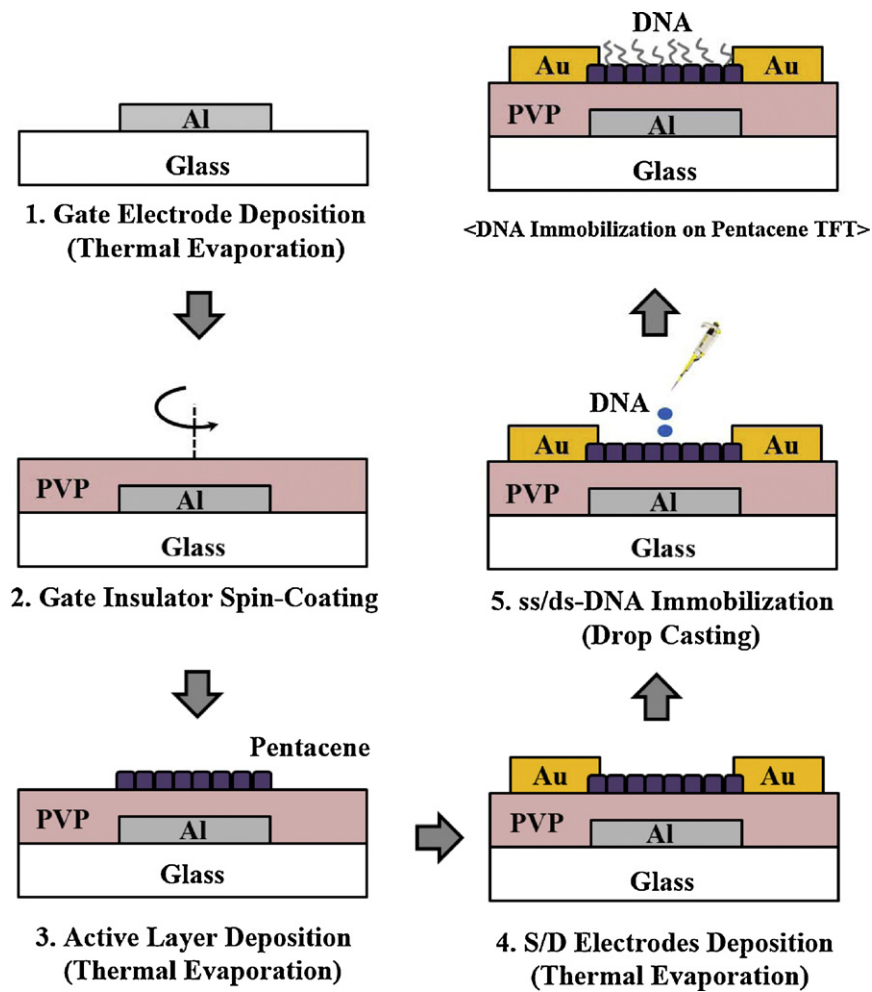 Al
Glass
1. Gate Electrode Deposition
(Thermal Evaporation)
PVP
Al
Glass
2. Gate Insulator Spin-Coating
Pentacene
PVP
Al
Glass
3. Active Layer Deposition
(Thermal Evaporation)
Au
Au
PVP
Al
Glass
4. S/D Electrodes Deposition
(Thermal Evaporation)
DNA
Au
Au
PVP
Al
Glass
5. ss/ds-DNA Immobilization
(Drop Casting)
DNA
Au
Au
PVP
Al
Glass
<DNA Immobilization on Pentacene TFT>